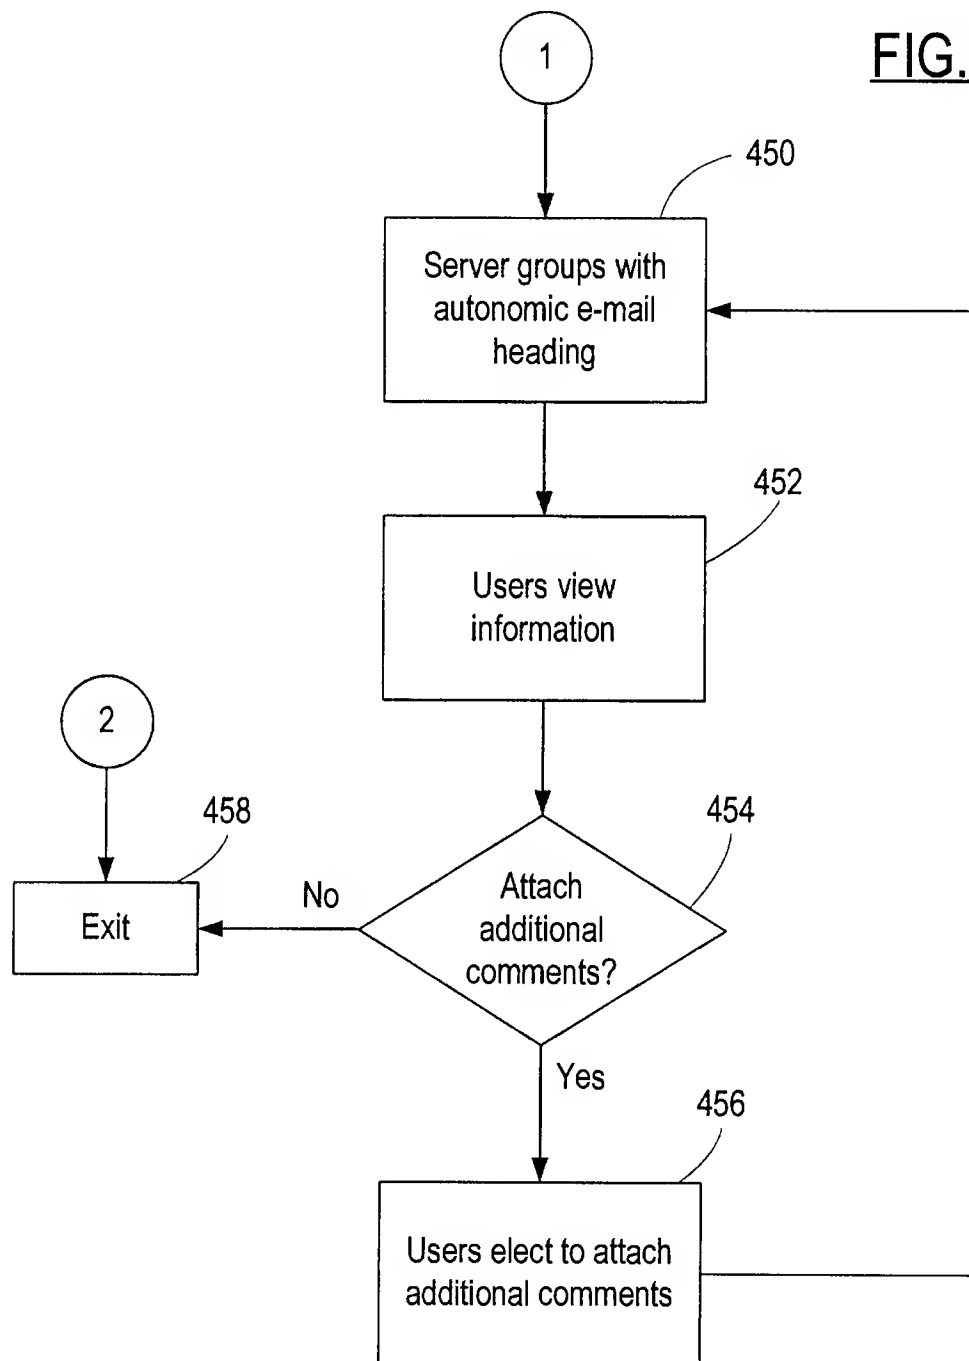 1
FIG.
450
Server groups with
autonomic e-mail
heading
452
Users view
information
2
458
454
Exit
No
Attach
additional
comments?
Yes
456
Users elect to attach
additional comments